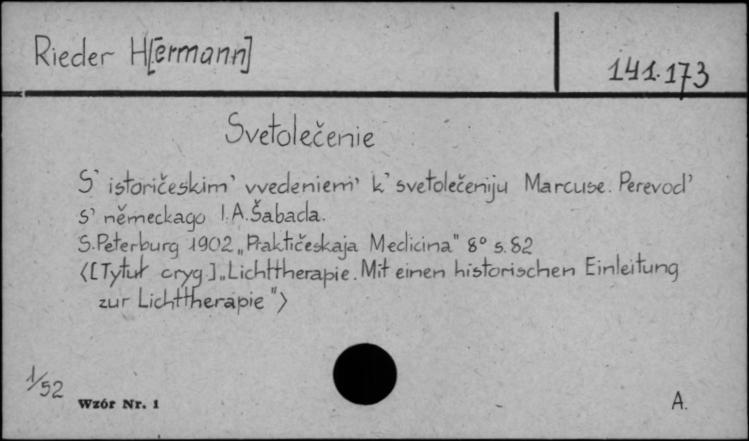 Rieder H[ermann]
141.173
Svetolečenie
S' istoričeskim' vvedeniem' k' svetolečeniju Marcuse. Perevod'
s' německago I.A. Šabada.
S. Peterburg 1902 „Praktičeskaja Medicina" 8° s. 82
<[Tytuł oryg.] „Lichttherapie. Mit einen historischen Einleitung
zur Lichttherapie">
1/52
Wzór Nr. 1
A.